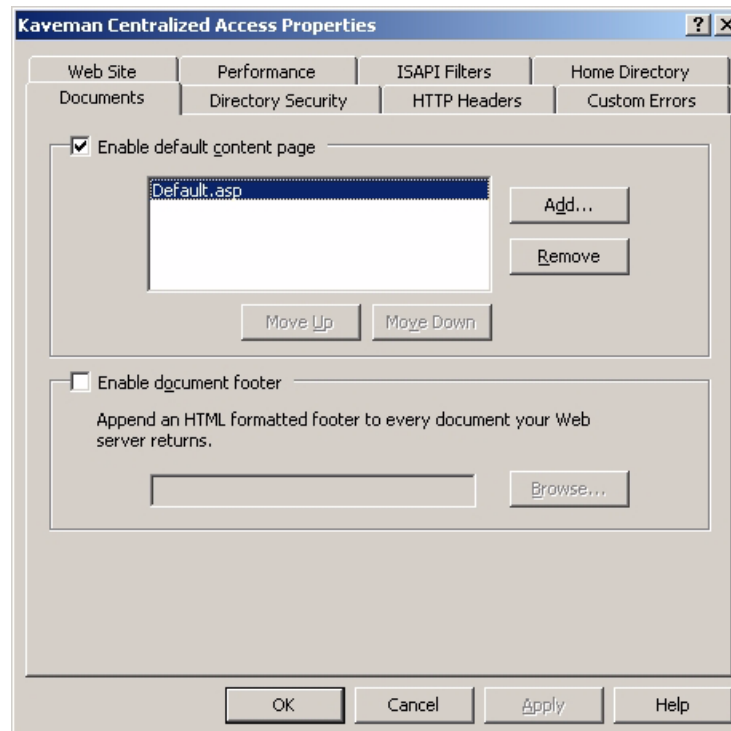 Kaveman Centralized Access Properties
Web Site Performance ISAPI Filters Home Directory
Documents Directory Security HTTP Headers Custom Errors
Enable default content page
Default.asp
Add...
Remove
Move Up Move Down
Enable document footer
Append an HTML formatted footer to every document your Web
server returns.
Browse...
OK Cancel Apply Help